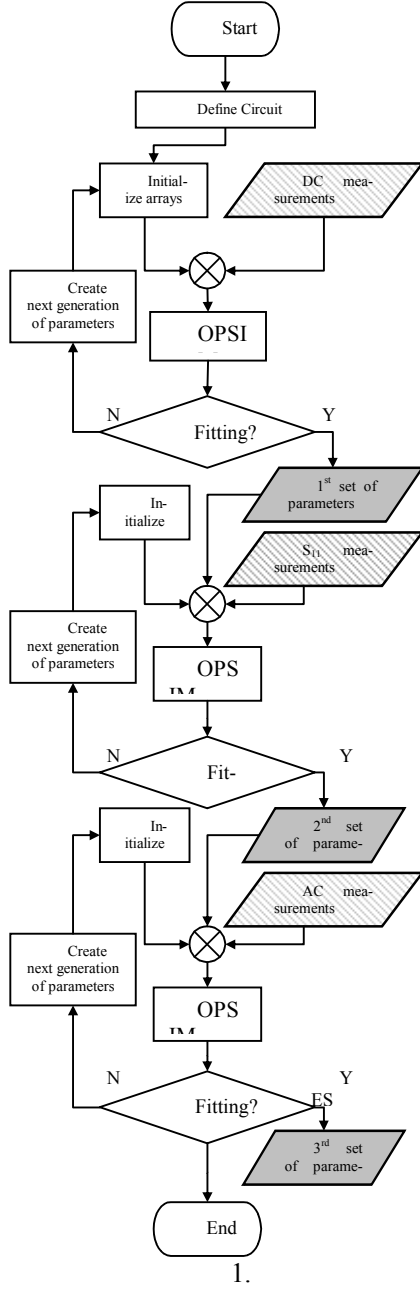 Start
Define Circuit
Initial-
ize arrays
DC mea-
surements
Create
next generation
of parameters
OPSI
N
Fitting?
Y
1st set of
parameters
In-
itialize
S11 mea-
surements
Create
next generation
of parameters
OPS
IM
N
Fit-
Y
2nd set
of parame-
In-
itialize
AC mea-
surements
Create
next generation
of parameters
OPS
IM
N
Fitting?
Y
ES
3rd set
of parame-
End
1.